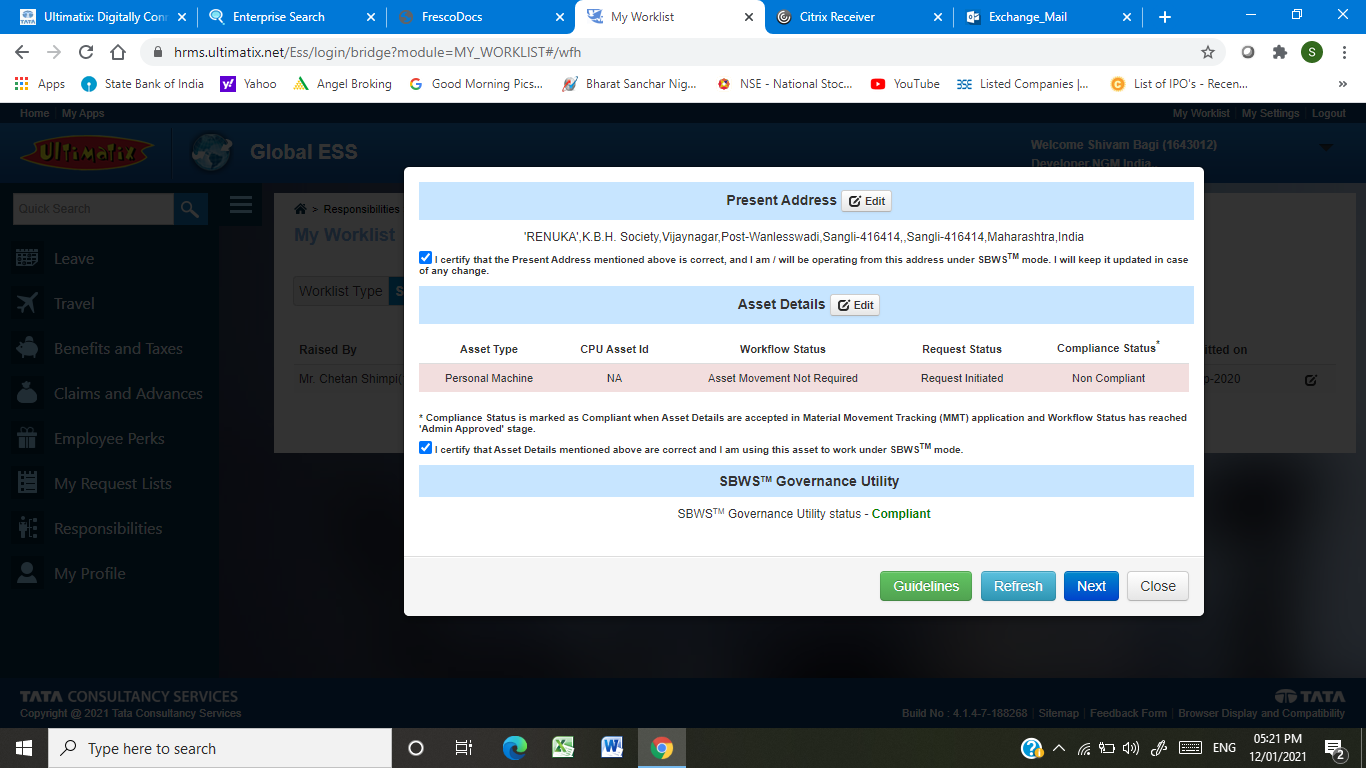 Ultimatix: Digitally Conn
Enterprise Search
FrescoDocs
My Worklist
Citrix Receiver
Exchange_Mail
hrms.ultimatix.net/Ess/login/bridge?module=MY_WORKLIST#/wfh
S
Apps
State Bank of India
Yahoo
Angel Broking
Good Morning Pics...
Bharat Sanchar Nig...
NSE - National Stoc...
YouTube
Listed Companies |...
List of IPO's - Recen...
Home | My Apps
My Worklist | My Settings | Logout
ULTIMATIX
Global ESS
Welcome Shivam Bagi (1643012)
Developer,NGM India,
Quick Search
> Responsibilities
My Worklist
Leave
Travel
Benefits and Taxes
Claims and Advances
Employee Perks
My Request Lists
Responsibilities
My Profile
Worklist Type S
Raised By
Mr. Chetan Shimpi(
tted on
-2020
Present Address Edit
'RENUKA',K.B.H. Society,Vijaynagar,Post-Wanlesswadi,Sangli-416414,,Sangli-416414,Maharashtra,India
I certify that the Present Address mentioned above is correct, and I am / will be operating from this address under SBWS™ mode. I will keep it updated in case
of any change.
Asset Details Edit
Asset Type CPU Asset Id Workflow Status Request Status Compliance Status*
Personal Machine NA Asset Movement Not Required Request Initiated Non Compliant
* Compliance Status is marked as Compliant when Asset Details are accepted in Material Movement Tracking (MMT) application and Workflow Status has reached
'Admin Approved' stage.
I certify that Asset Details mentioned above are correct and I am using this asset to work under SBWS™ mode.
SBWS™ Governance Utility
SBWS™ Governance Utility status - Compliant
Guidelines Refresh Next Close
TATA CONSULTANCY SERVICES
Copyright @ 2021 Tata Consultancy Services
TATA
Build No : 4.1.4-7-188268 | Sitemap | Feedback Form | Browser Display and Compatibility
Type here to search
ENG
05:21 PM
12/01/2021
2